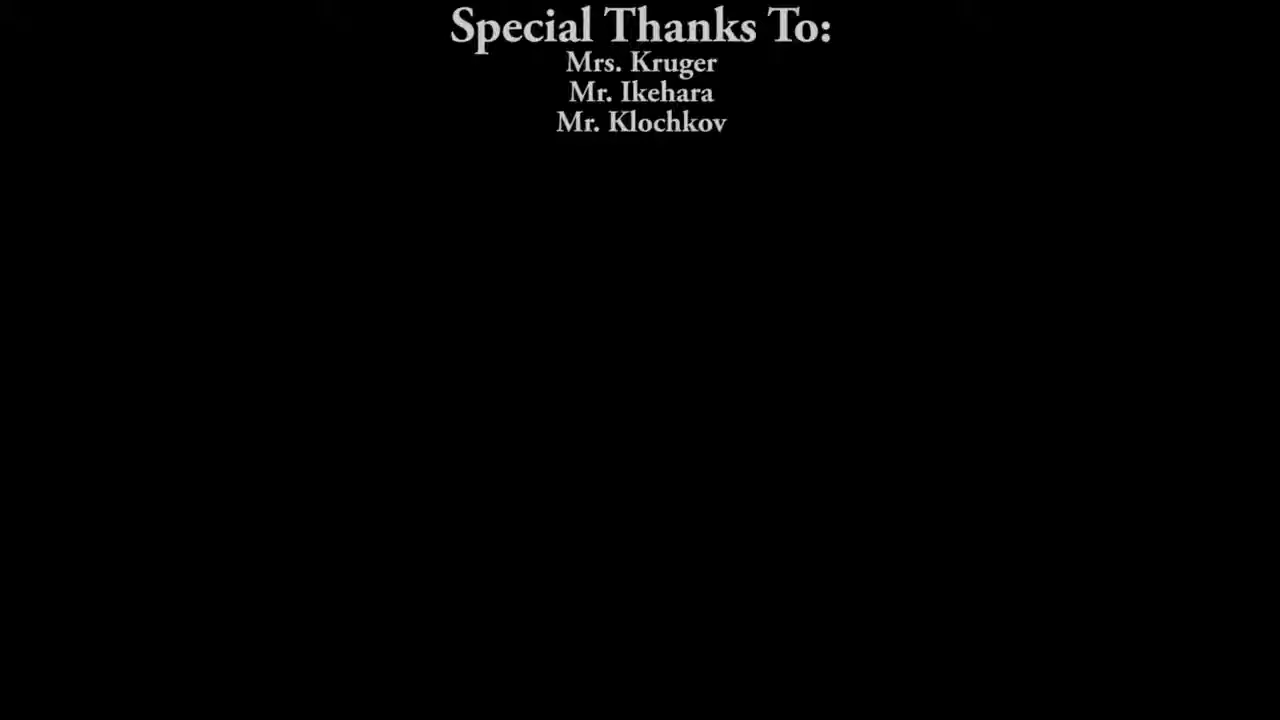 Special Thanks To:
Mrs. Kruger
Mr. Ikehara
Mr. Klochkov